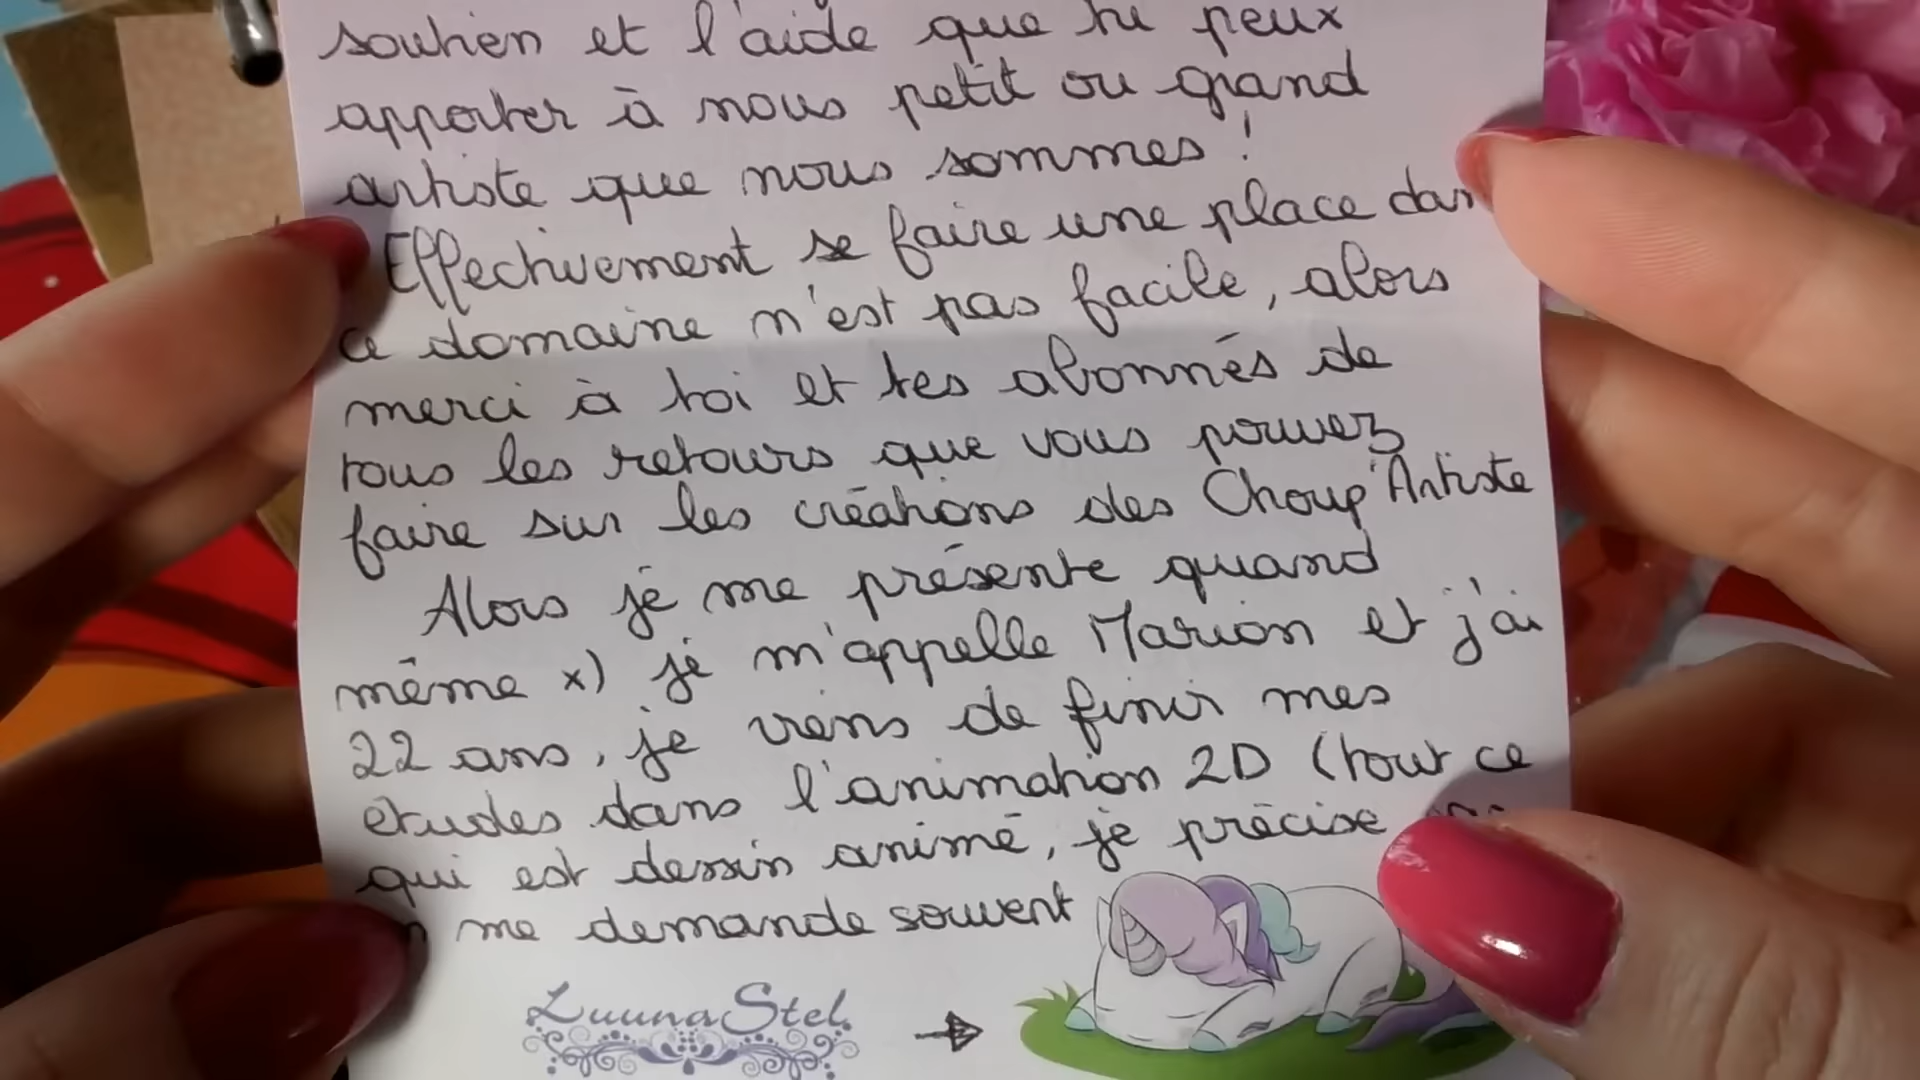 soutien et l'aide que tu peux
apporter à nous petit ou grand
artiste que nous sommes !
Effectivement se faire une place dan
ce domaine n'est pas facile, alors
merci à toi et tes abonnés de
tous les retours que vous pouvez
faire sur les créations des Choup'Artiste
Alors je me présente quand
même x) je m'appelle Marion et j'ai
22 ans, je viens de finir mes
etudes dans l'animation 2D (tout ce
qui est dessin animé, je précise
me demande souvent
LuunaStel